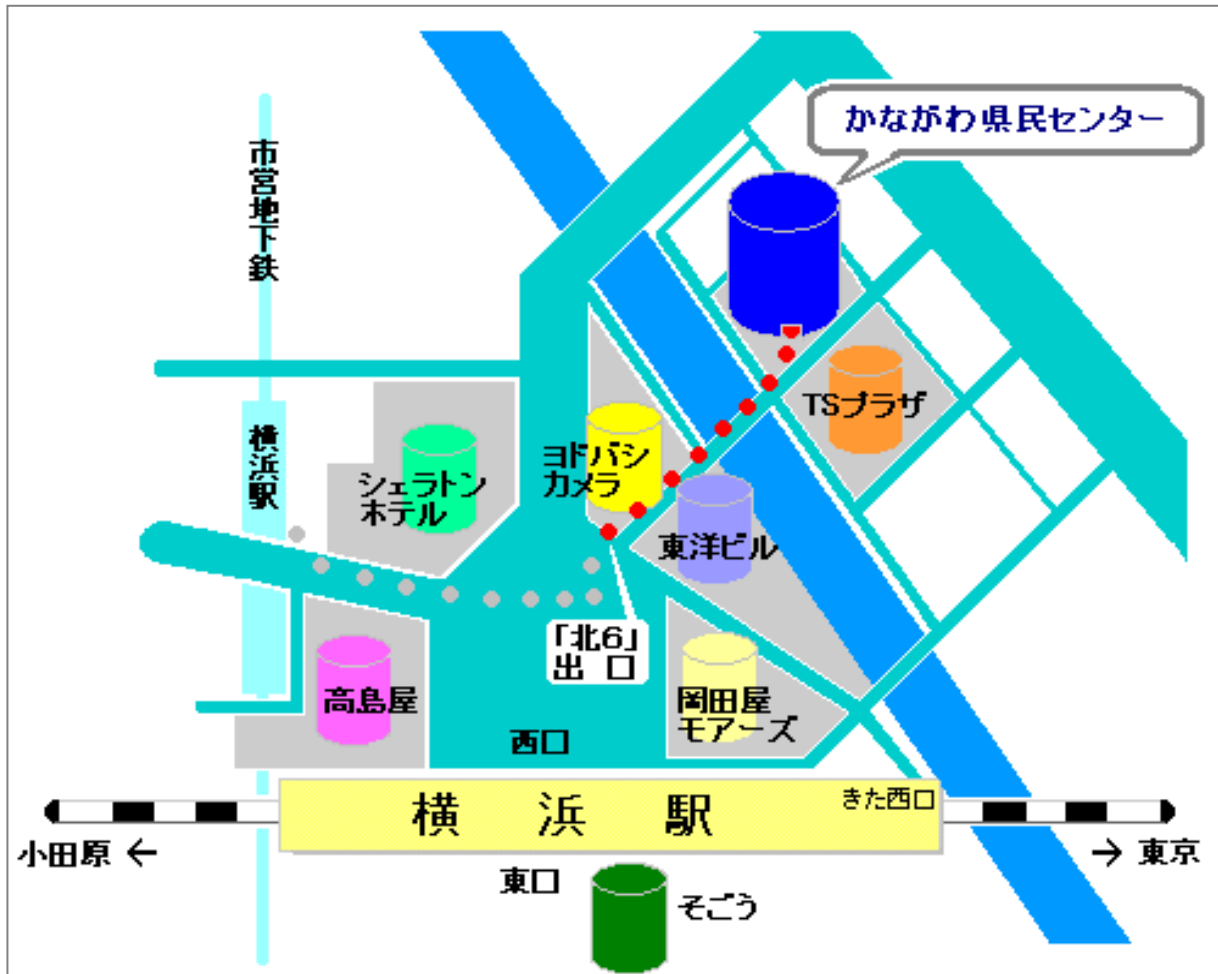 かながわ県民センター
市営地下鉄
横浜駅
TSプラザ
ヨドバシ
カメラ
シェラトン
ホテル
東洋ビル
「北6」
出口
高島屋
岡田屋
モアーズ
西口
横浜駅
きた西口
小田原 ←
→ 東京
東口
そごう